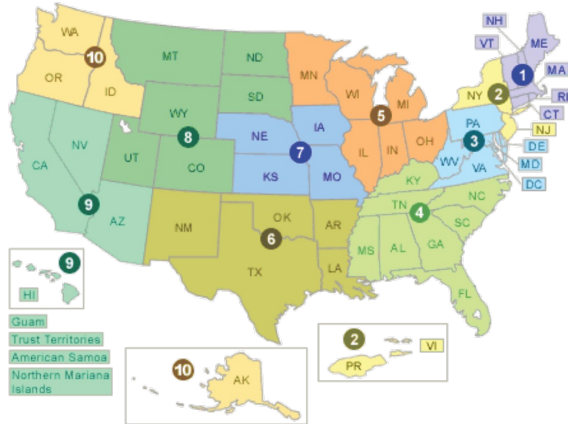 NH
WA
VT
ME
10
MT
ND
1
MA
OR
MN
ID
WI
NY
2
RI
SD
MI
5
CT
WY
PA
NJ
8
IA
3
NE
OH
DE
NV
7
IL
IN
WV
MD
CA
UT
CO
VA
KS
MO
KY
DC
9
NC
TN
4
AZ
OK
AR
SC
NM
6
MS
AL
GA
TX
LA
9
HI
FL
Guam
Trust Territories
American Samoa
Northern Mariana
Islands
10
AK
2
VI
PR